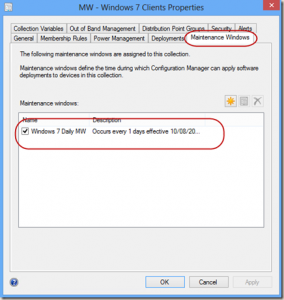 MW - Windows 7 Clients Properties
Collection Variables Out of Band Management Distribution Point Groups Security Alerts
General Membership Rules Power Management Deployments Maintenance Windows
The following maintenance windows are assigned to this collection.
Maintenance windows define the time during which Configuration Manager can apply software
deployments to devices in this collection.
Maintenance windows:
Name Description
Windows 7 Daily MW Occurs every 1 days effective 10/08/20...
OK Cancel Apply